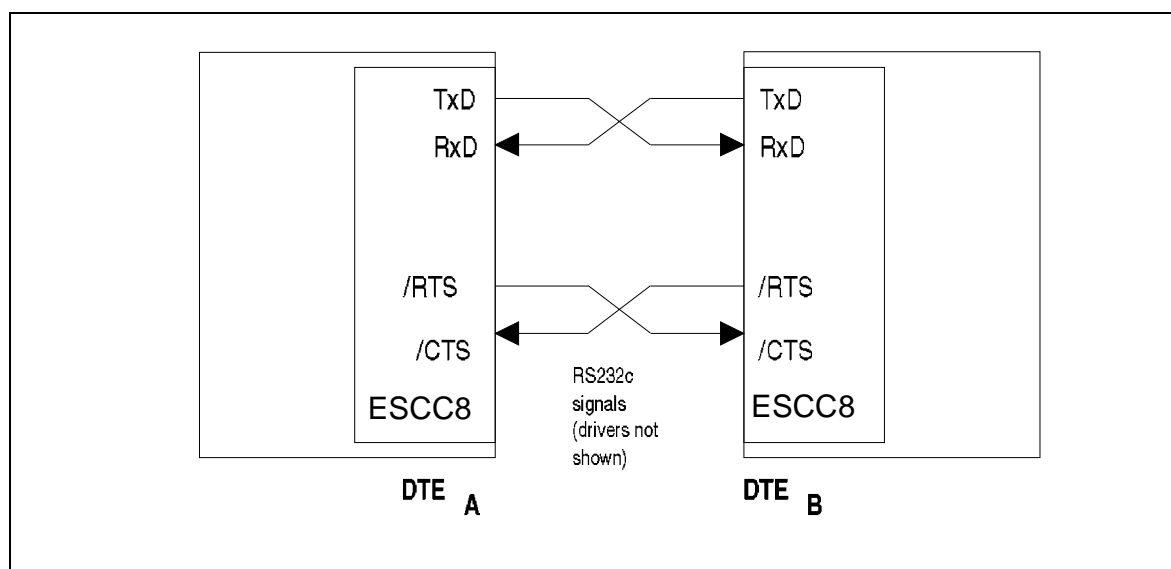 TxD
RxD
/RTS
/CTS
ESCC8
TxD
RxD
/RTS
/CTS
ESCC8
RS232c
signals
(drivers not
shown)
DTE A
DTE B